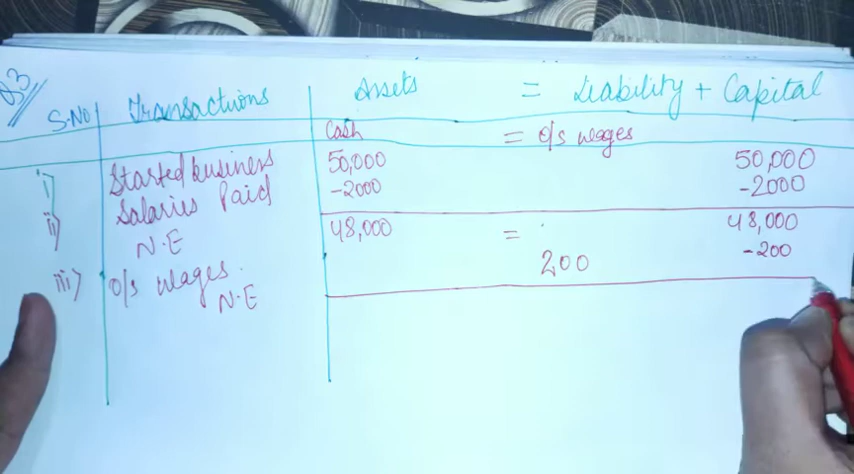 Q3
S.No Transactions Assets = Liability + Capital
Cash = o/s wages
i) Started business 50,000 50,000
Salaries Paid -2000 -2000
ii) N.E 48,000 = 48,000
iii) o/s wages. 200 -200
N.E